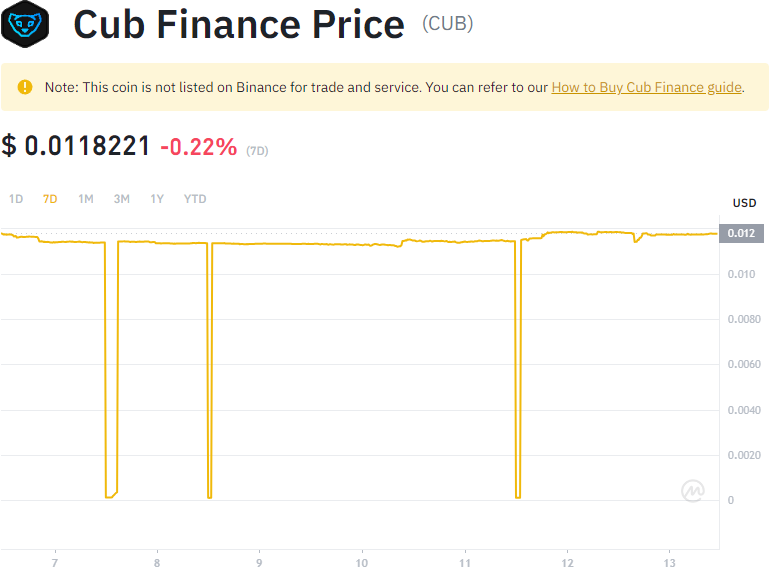 Cub Finance Price (CUB)
Note: This coin is not listed on Binance for trade and service. You can refer to our How to Buy Cub Finance guide.
$ 0.0118221 -0.22% (7D)
1D 7D 1M 3M 1Y YTD
USD
0.012
0.010
0.0080
0.0060
0.0040
0.0020
0
7 8 9 10 11 12 13